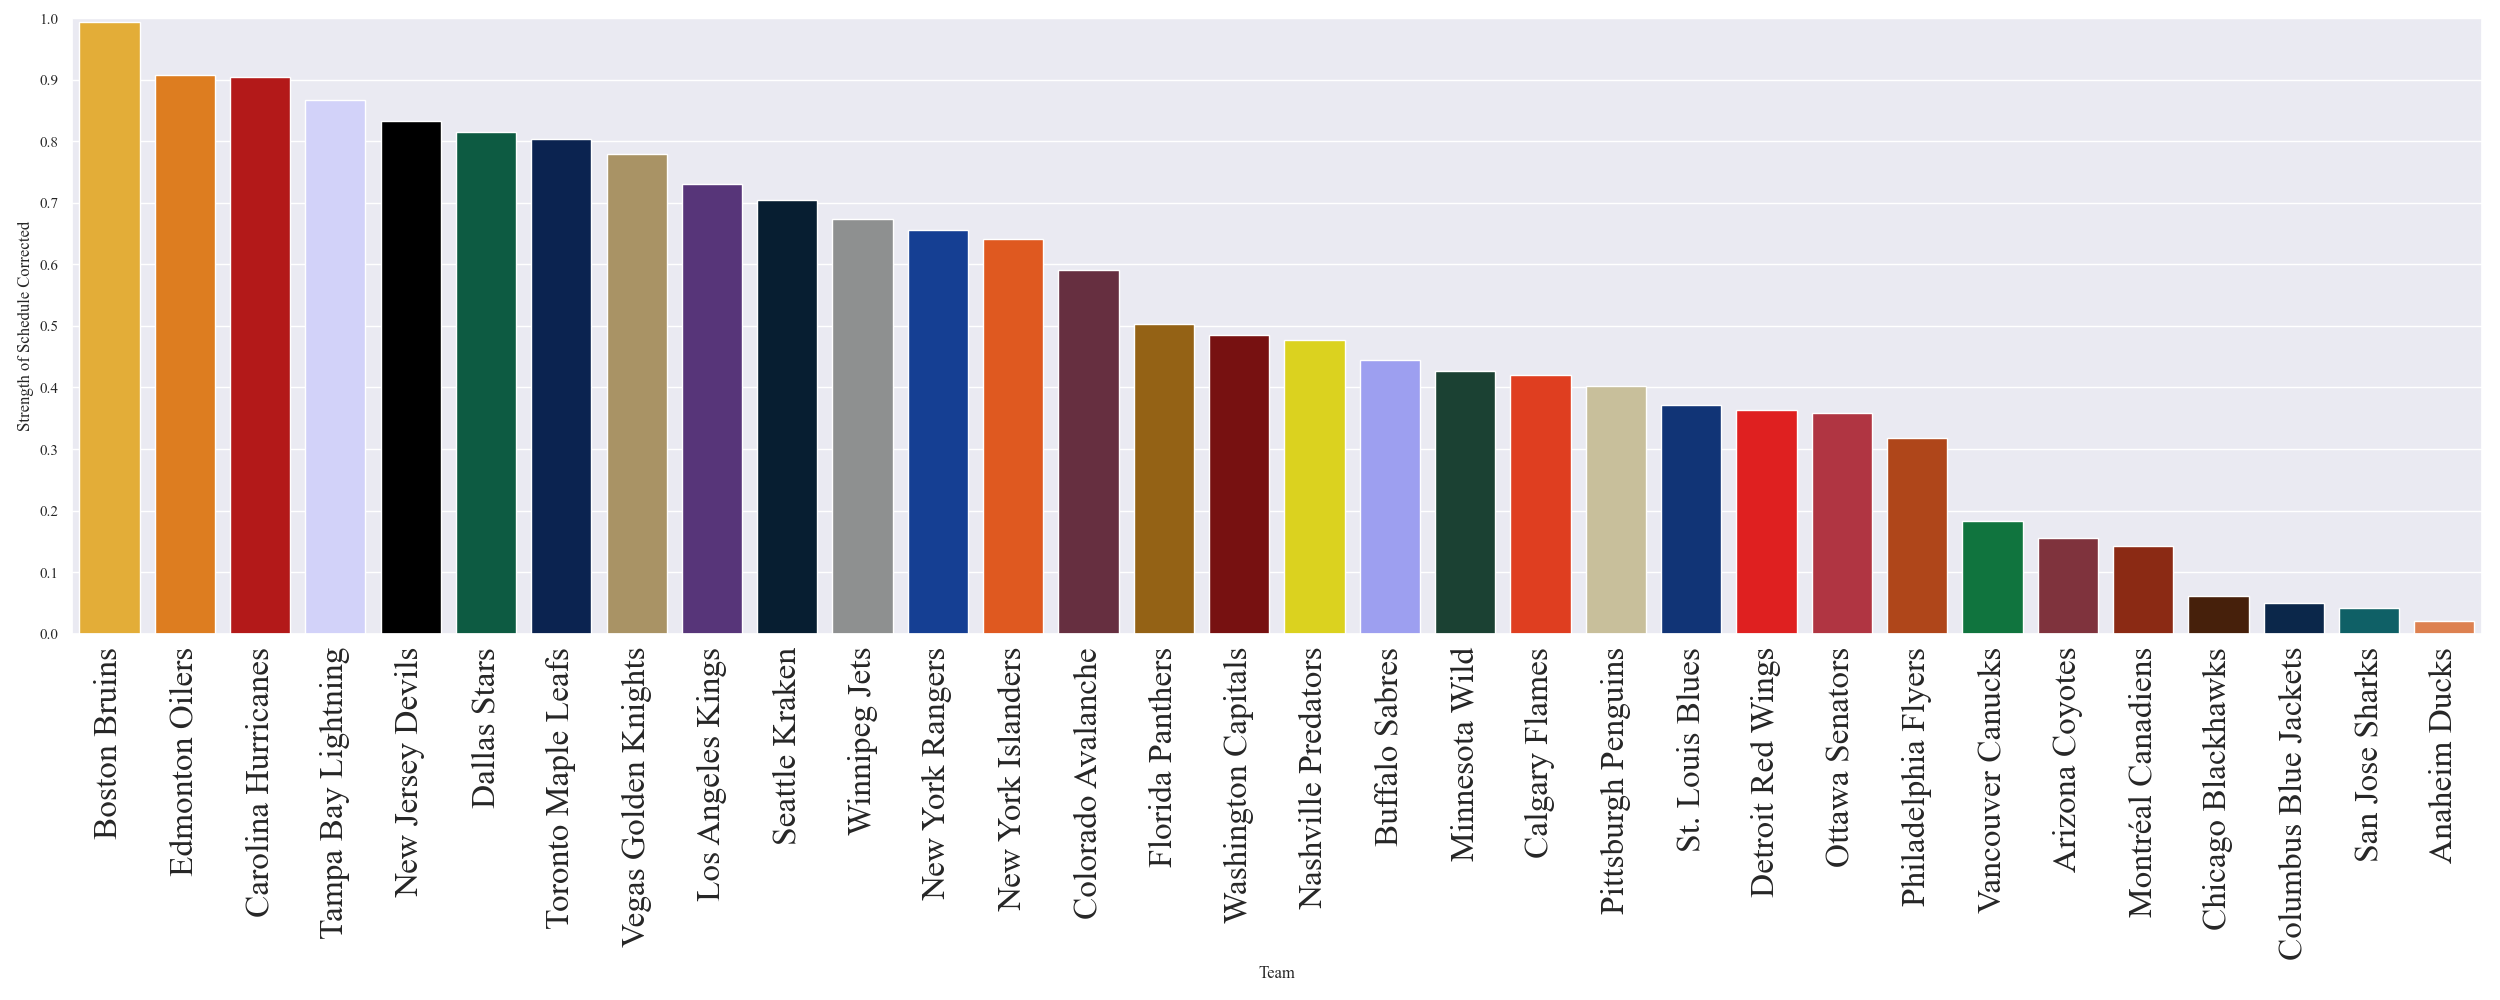 1.0
0.9
0.8
0.7
0.6
0.5
0.4
0.3
0.2
0.1
0.0
Strength of Schedule Corrected
Boston Bruins
Edmonton Oilers
Carolina Hurricanes
Tampa Bay Lightning
New Jersey Devils
Dallas Stars
Toronto Maple Leafs
Vegas Golden Knights
Los Angeles Kings
Seattle Kraken
Winnipeg Jets
New York Rangers
New York Islanders
Colorado Avalanche
Florida Panthers
Washington Capitals
Nashville Predators
Buffalo Sabres
Minnesota Wild
Calgary Flames
Pittsburgh Penguins
St. Louis Blues
Detroit Red Wings
Ottawa Senators
Philadelphia Flyers
Vancouver Canucks
Arizona Coyotes
Montréal Canadiens
Chicago Blackhawks
Columbus Blue Jackets
San Jose Sharks
Anaheim Ducks
Team